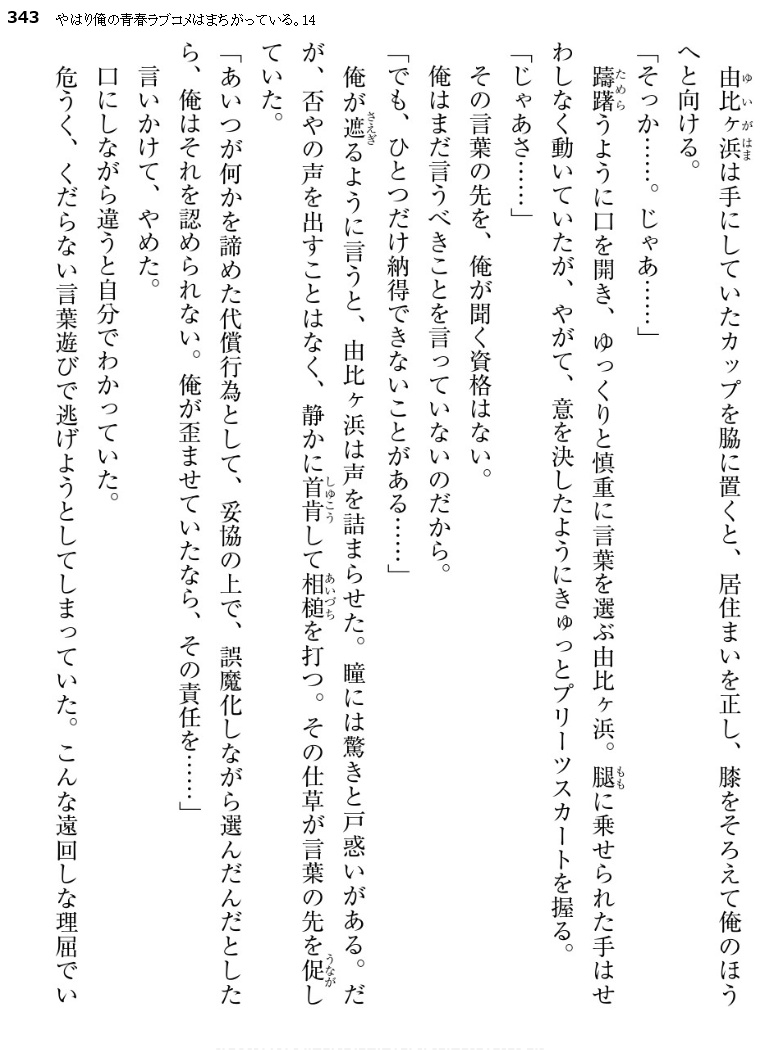 343 やはり俺の青春ラブコメはまちがっている。14
由比ヶ浜は手にしていたカップを脇に置くと、居住まいを正し、膝をそろえて俺のほう
へと向ける。
「そっか……。じゃあ……」
躊躇うように口を開き、ゆっくりと慎重に言葉を選ぶ由比ヶ浜。腿に乗せられた手はせ
わしなく動いていたが、やがて、意を決したようにきゅっとプリーツスカートを握る。
「じゃあさ……」
その言葉の先を、俺が聞く資格はない。
俺はまだ言うべきことを言っていないのだから。
「でも、ひとつだけ納得できないことがある……」
俺が遮るように言うと、由比ヶ浜は声を詰まらせた。瞳には驚きと戸惑いがある。だ
が、否やの声を出すことはなく、静かに首肯して相槌を打つ。その仕草が言葉の先を促し
ていた。
「あいつが何かを諦めた代償行為として、妥協の上で、誤魔化しながら選んだんだとした
ら、俺はそれを認められない。俺が歪ませていたなら、その責任を……」
言いかけて、やめた。
口にしながら違うと自分でわかっていた。
危うく、くだらない言葉遊びで逃げようとしてしまっていた。こんな遠回しな理屈でい